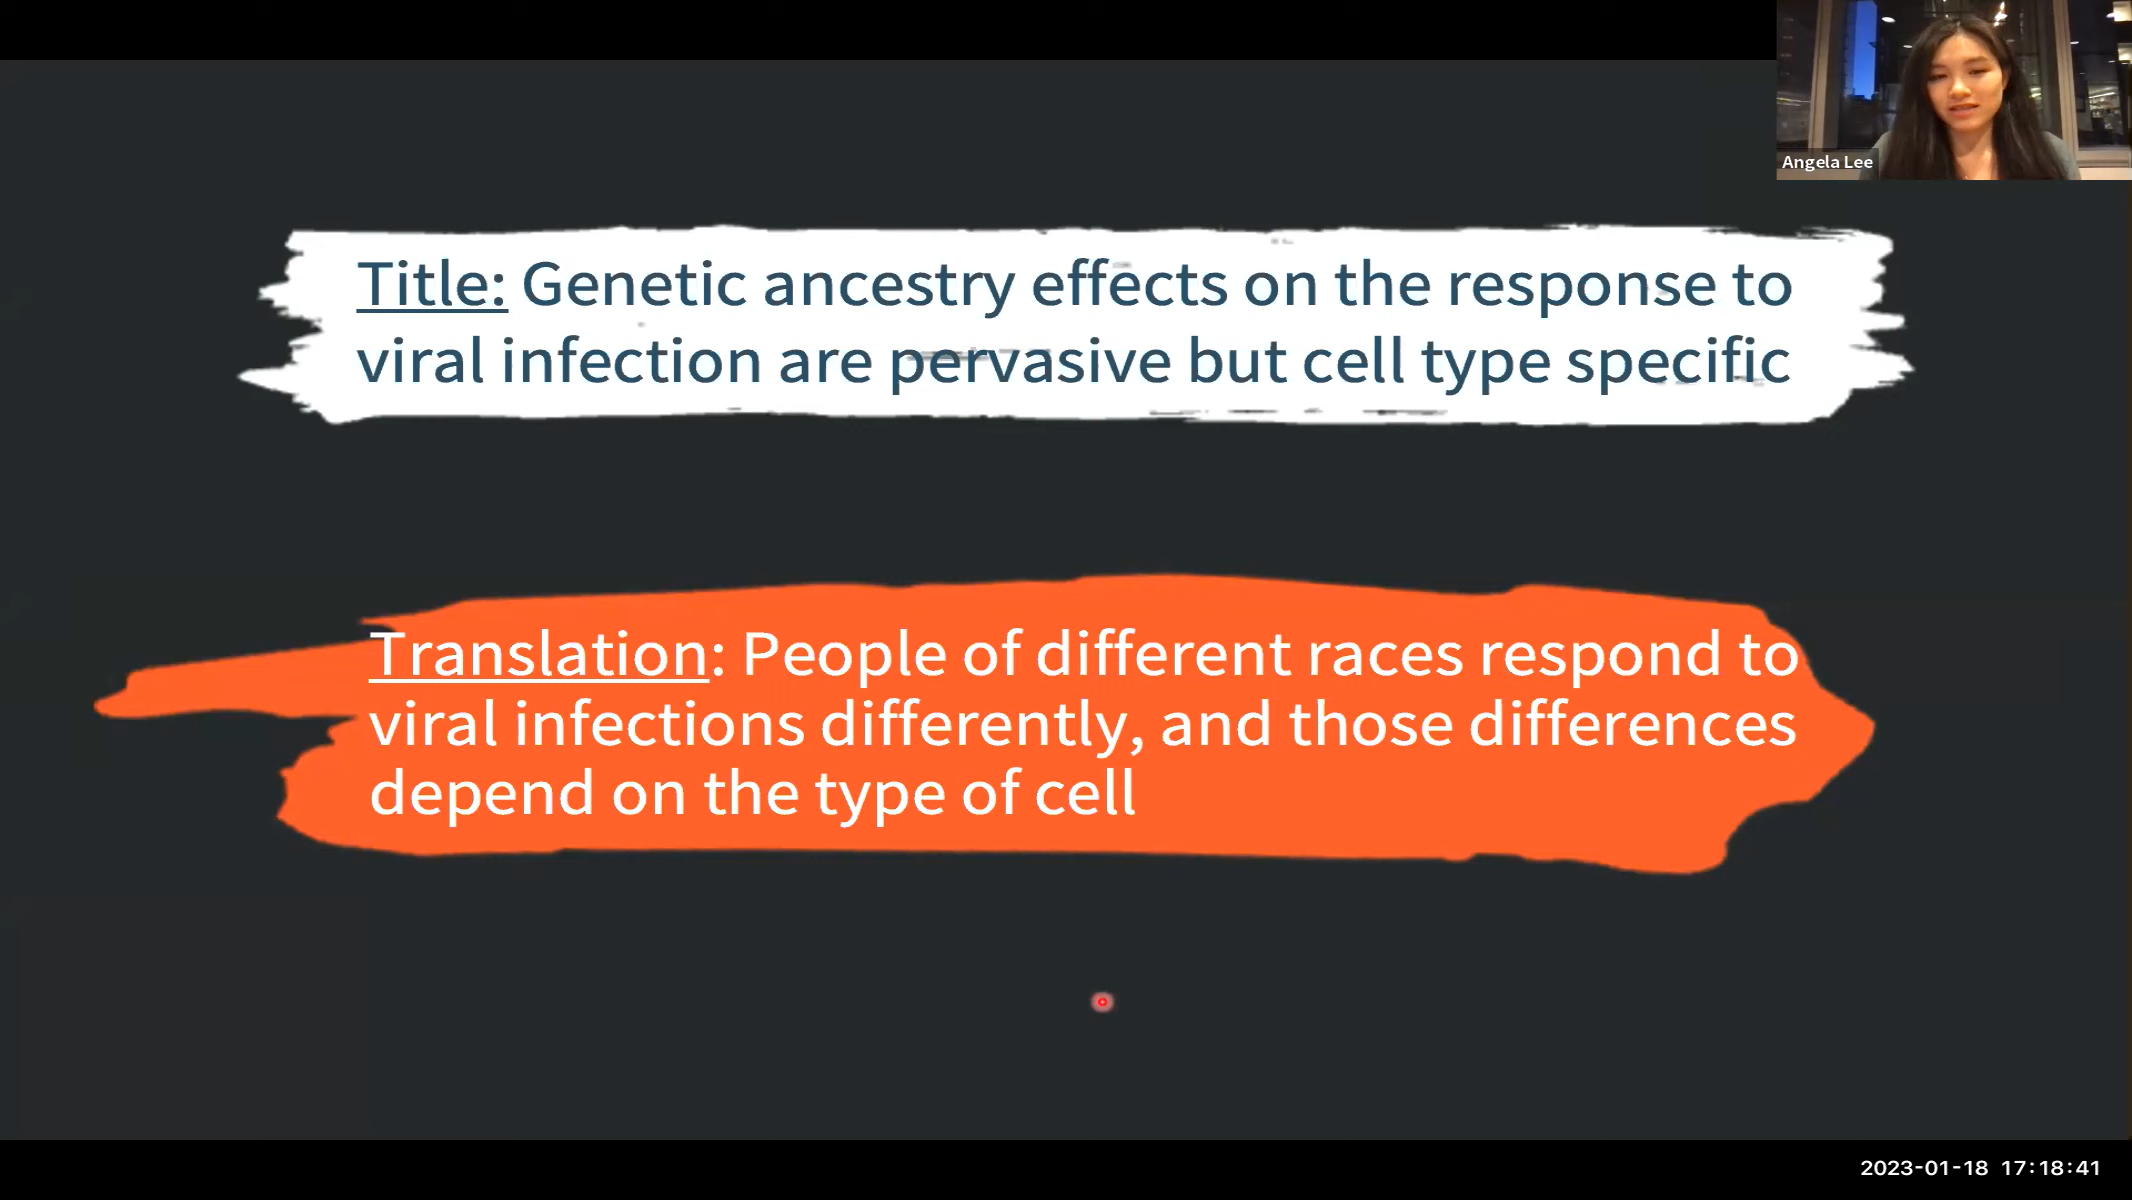 Angela Lee
Title: Genetic ancestry effects on the response to
viral infection are pervasive but cell type specific
Translation: People of different races respond to
viral infections differently, and those differences
depend on the type of cell
2023-01-18 17:18:41